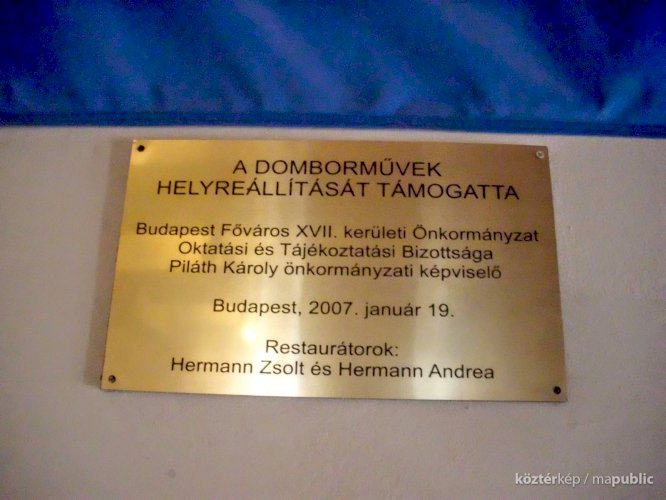 A DOMBORMŰVEK
HELYREÁLLÍTÁSÁT TÁMOGATTA
Budapest Főváros XVII. kerületi Önkormányzat
Oktatási és Tájékoztatási Bizottsága
Piláth Károly önkormányzati képviselő
Budapest, 2007. január 19.
Restaurátorok:
Hermann Zsolt és Hermann Andrea
köztérkép / mapublic